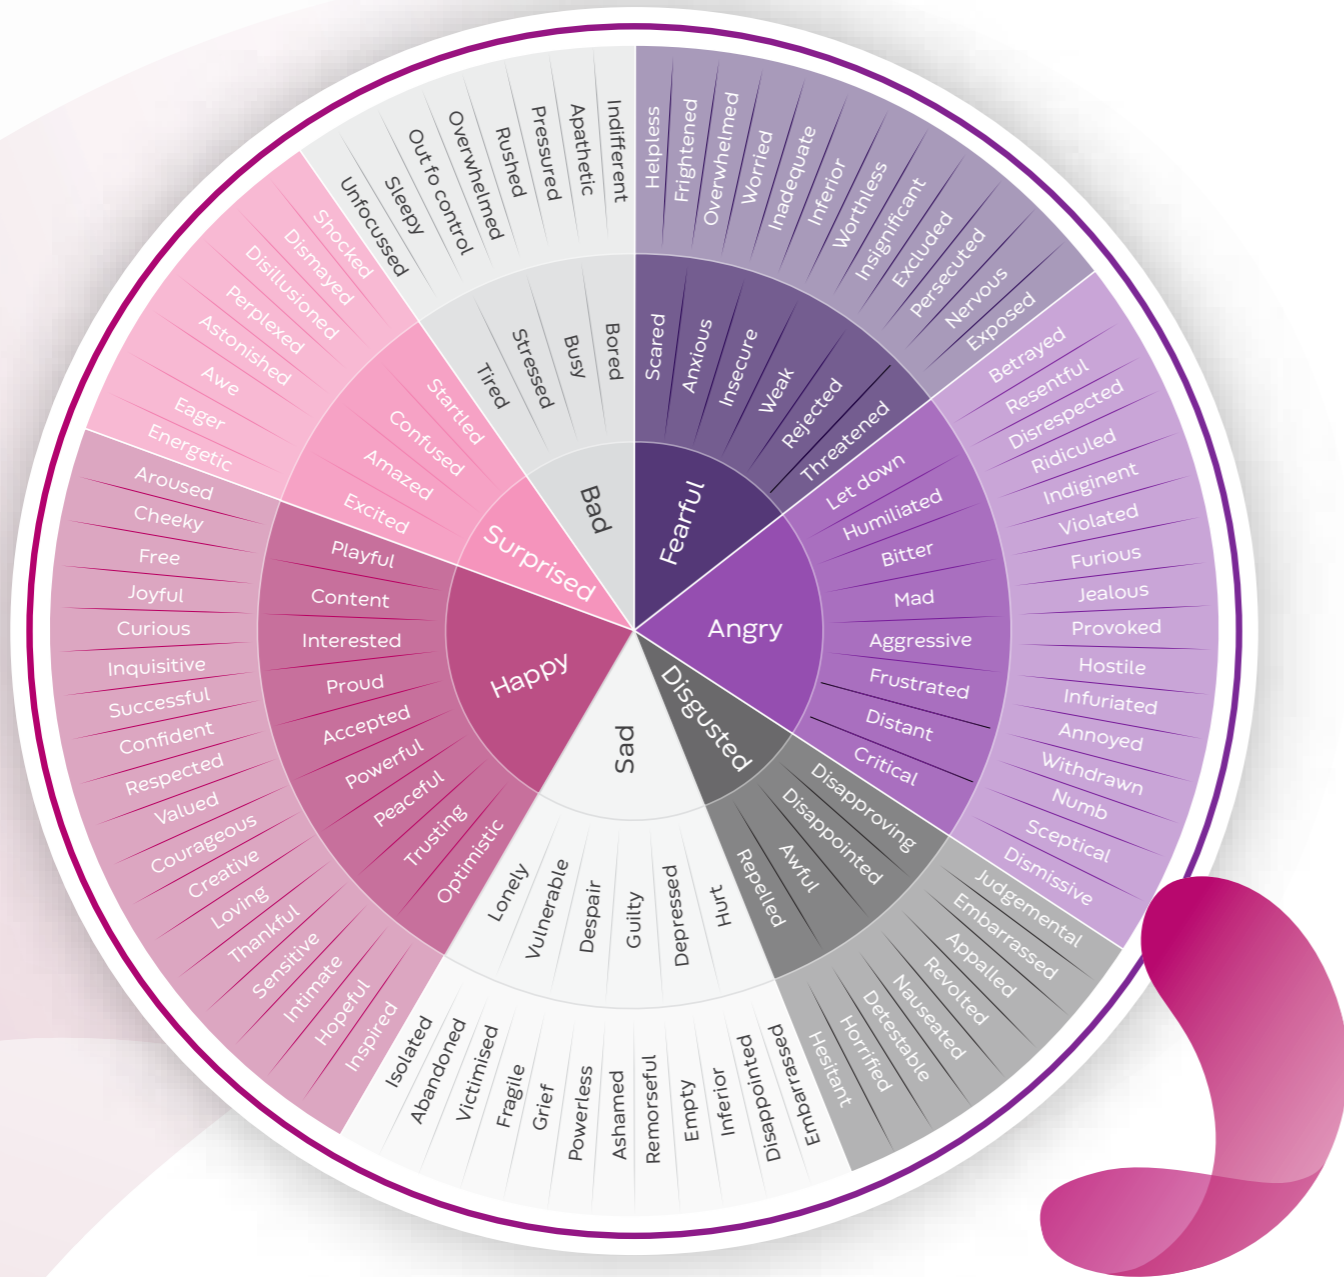 Fearful
Angry
Disgusted
Sad
Happy
Surprised
Bad
Scared
Anxious
Insecure
Weak
Rejected
Threatened
Let down
Humiliated
Bitter
Mad
Aggressive
Frustrated
Distant
Critical
Disapproving
Disappointed
Awful
Repelled
Hurt
Depressed
Guilty
Despair
Vulnerable
Lonely
Optimistic
Trusting
Peaceful
Powerful
Accepted
Proud
Interested
Content
Playful
Excited
Amazed
Confused
Startled
Tired
Stressed
Busy
Bored
Helpless
Frightened
Overwhelmed
Worried
Inadequate
Inferior
Worthless
Insignificant
Excluded
Persecuted
Nervous
Exposed
Betrayed
Resentful
Disrespected
Ridiculed
Indiginent
Violated
Furious
Jealous
Provoked
Hostile
Infuriated
Annoyed
Withdrawn
Numb
Sceptical
Dismissive
Judgemental
Embarrassed
Appalled
Revolted
Nauseated
Detestable
Horrified
Hesitant
Embarrassed
Disappointed
Inferior
Empty
Remorseful
Ashamed
Powerless
Grief
Fragile
Victimised
Abandoned
Isolated
Inspired
Hopeful
Intimate
Sensitive
Thankful
Loving
Creative
Courageous
Valued
Respected
Confident
Successful
Inquisitive
Curious
Joyful
Free
Cheeky
Aroused
Energetic
Eager
Awe
Astonished
Perplexed
Disillusioned
Dismayed
Shocked
Unfocussed
Sleepy
Out fo control
Overwhelmed
Rushed
Pressured
Apathetic
Indifferent